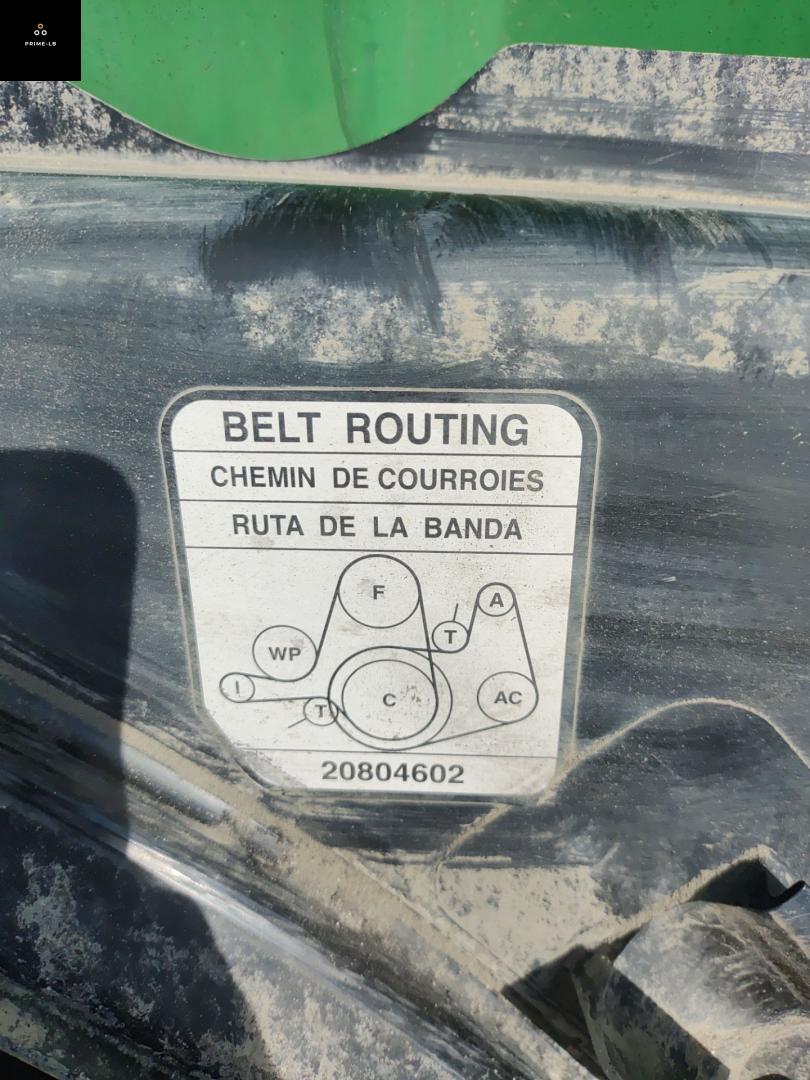 PRIME-LB
BELT ROUTING
CHEMIN DE COURROIES
RUTA DE LA BANDA
F
A
T
WP
I
T
C
AC
20804602